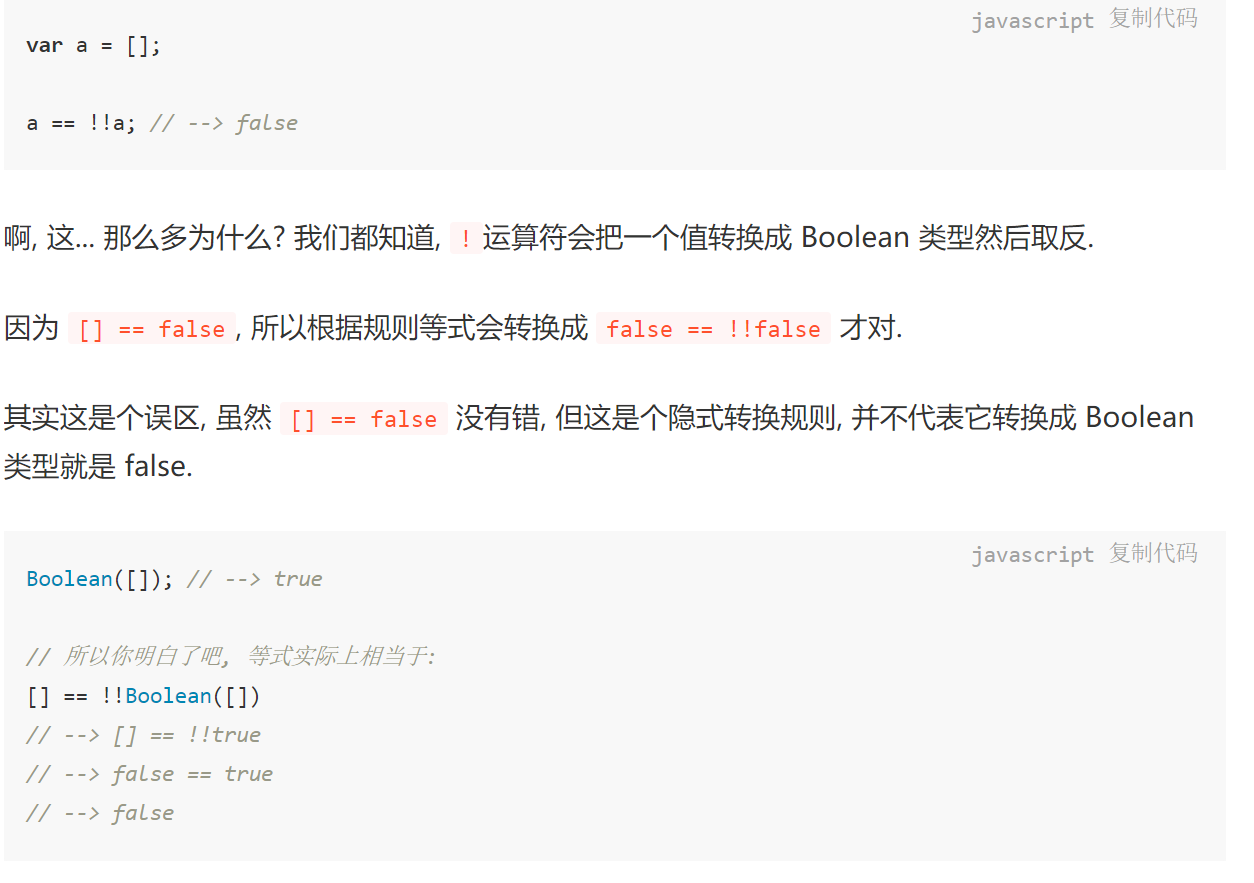 javascript 复制代码
var a = [];
a == !!a; // --> false
啊, 这... 那么多为什么? 我们都知道, !运算符会把一个值转换成 Boolean 类型然后取反.
因为 [] == false , 所以根据规则等式会转换成 false == !!false 才对.
其实这是个误区, 虽然 [] == false 没有错, 但这是个隐式转换规则, 并不代表它转换成 Boolean
类型就是 false.
javascript 复制代码
Boolean([]); // --> true
// 所以你明白了吧, 等式实际上相当于:
[] == !!Boolean([])
// --> [] == !!true
// --> false == true
// --> false